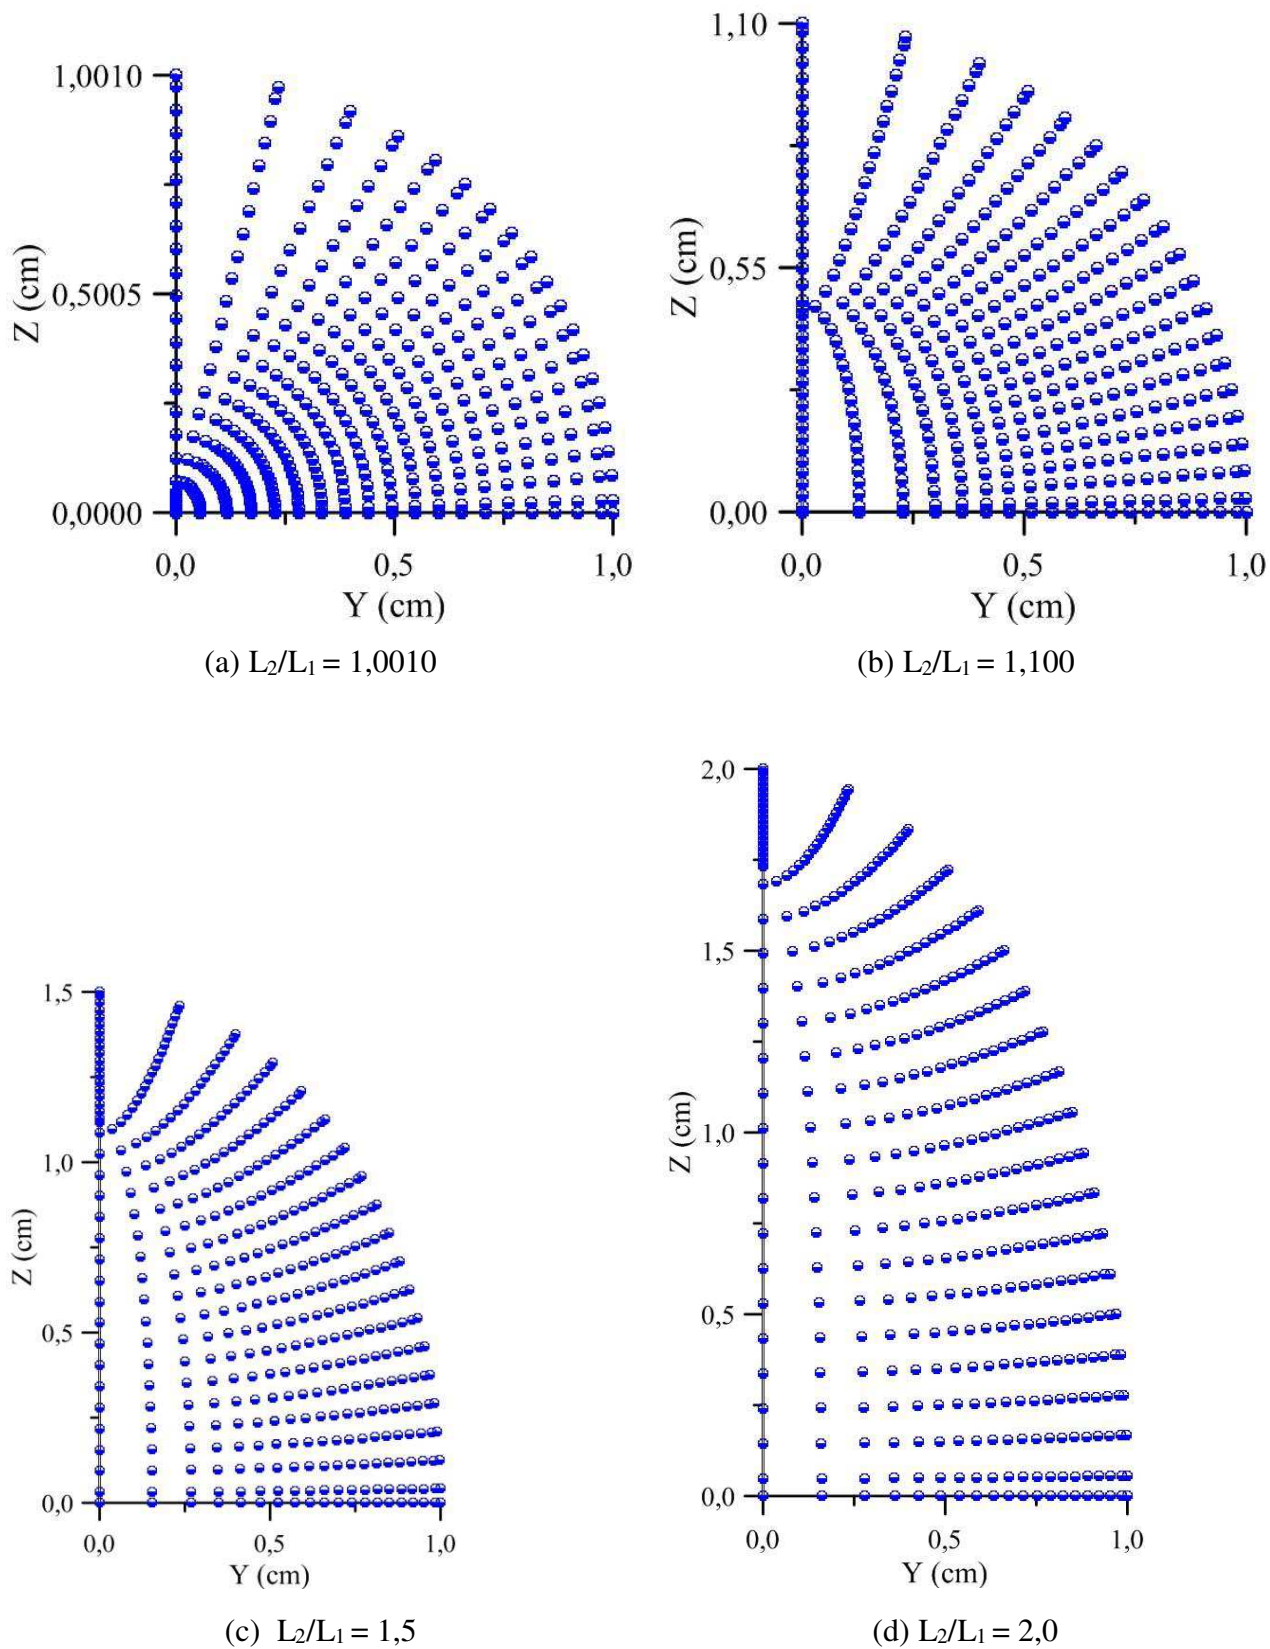 1,0010
0,5005
0,0000
Z (cm)
0,0
0,5
1,0
Y (cm)
(a) L₂/L₁ = 1,0010
1,10
0,55
0,00
Z (cm)
0,0
0,5
1,0
Y (cm)
(b) L₂/L₁ = 1,100
1,5
1,0
0,5
0,0
Z (cm)
0,0
0,5
1,0
Y (cm)
(c) L₂/L₁ = 1,5
2,0
1,5
1,0
0,5
0,0
Z (cm)
0,0
0,5
1,0
Y (cm)
(d) L₂/L₁ = 2,0